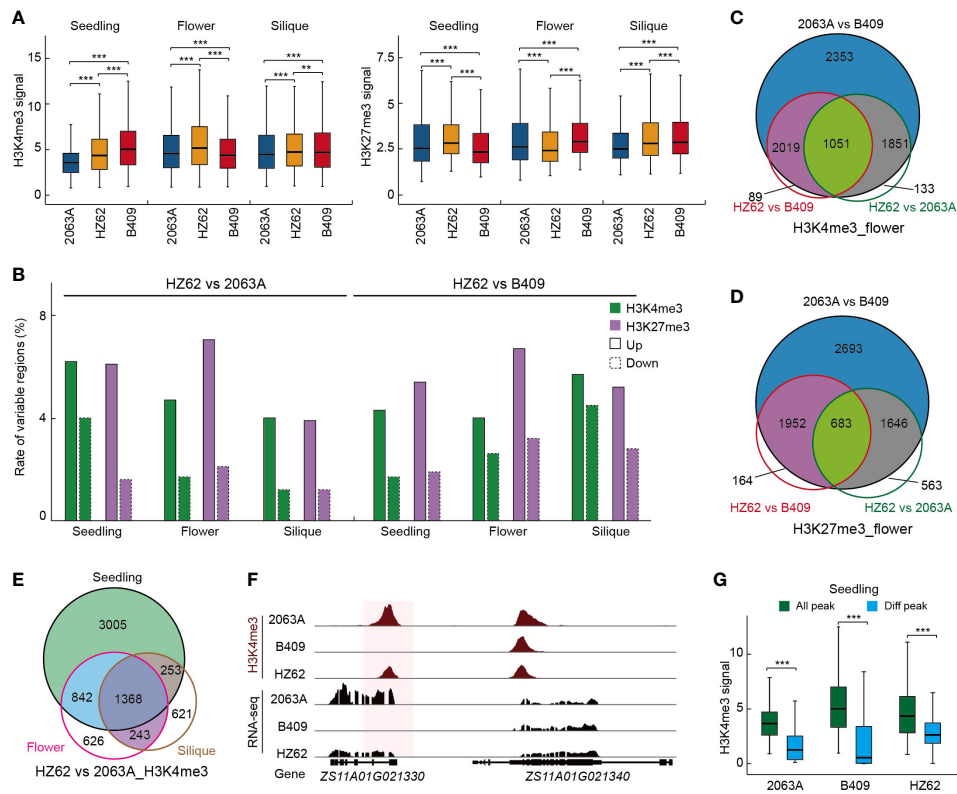 A
Seedling
Flower
Silique
H3K4me3 signal
15
10
5
0
***
***
***
***
***
***
***
***
**
2063A
HZ62
B409
2063A
HZ62
B409
2063A
HZ62
B409
Seedling
Flower
Silique
H3K27me3 signal
7.5
5.0
2.5
0
***
***
***
***
***
***
***
***
***
2063A
HZ62
B409
2063A
HZ62
B409
2063A
HZ62
B409
C
2063A vs B409
2353
2019
1051
1851
89
133
HZ62 vs B409
HZ62 vs 2063A
H3K4me3_flower
B
HZ62 vs 2063A
HZ62 vs B409
Rate of variable regions (%)
8
4
0
H3K4me3
H3K27me3
Up
Down
Seedling
Flower
Silique
Seedling
Flower
Silique
D
2063A vs B409
2693
1952
683
1646
164
563
HZ62 vs B409
HZ62 vs 2063A
H3K27me3_flower
E
Seedling
3005
842
1368
253
621
626
243
Flower
Silique
HZ62 vs 2063A_H3K4me3
F
H3K4me3
2063A
B409
HZ62
RNA-seq
2063A
B409
HZ62
Gene
ZS11A01G021330
ZS11A01G021340
G
Seedling
All peak
Diff peak
H3K4me3 signal
10
5
0
***
***
***
2063A
B409
HZ62